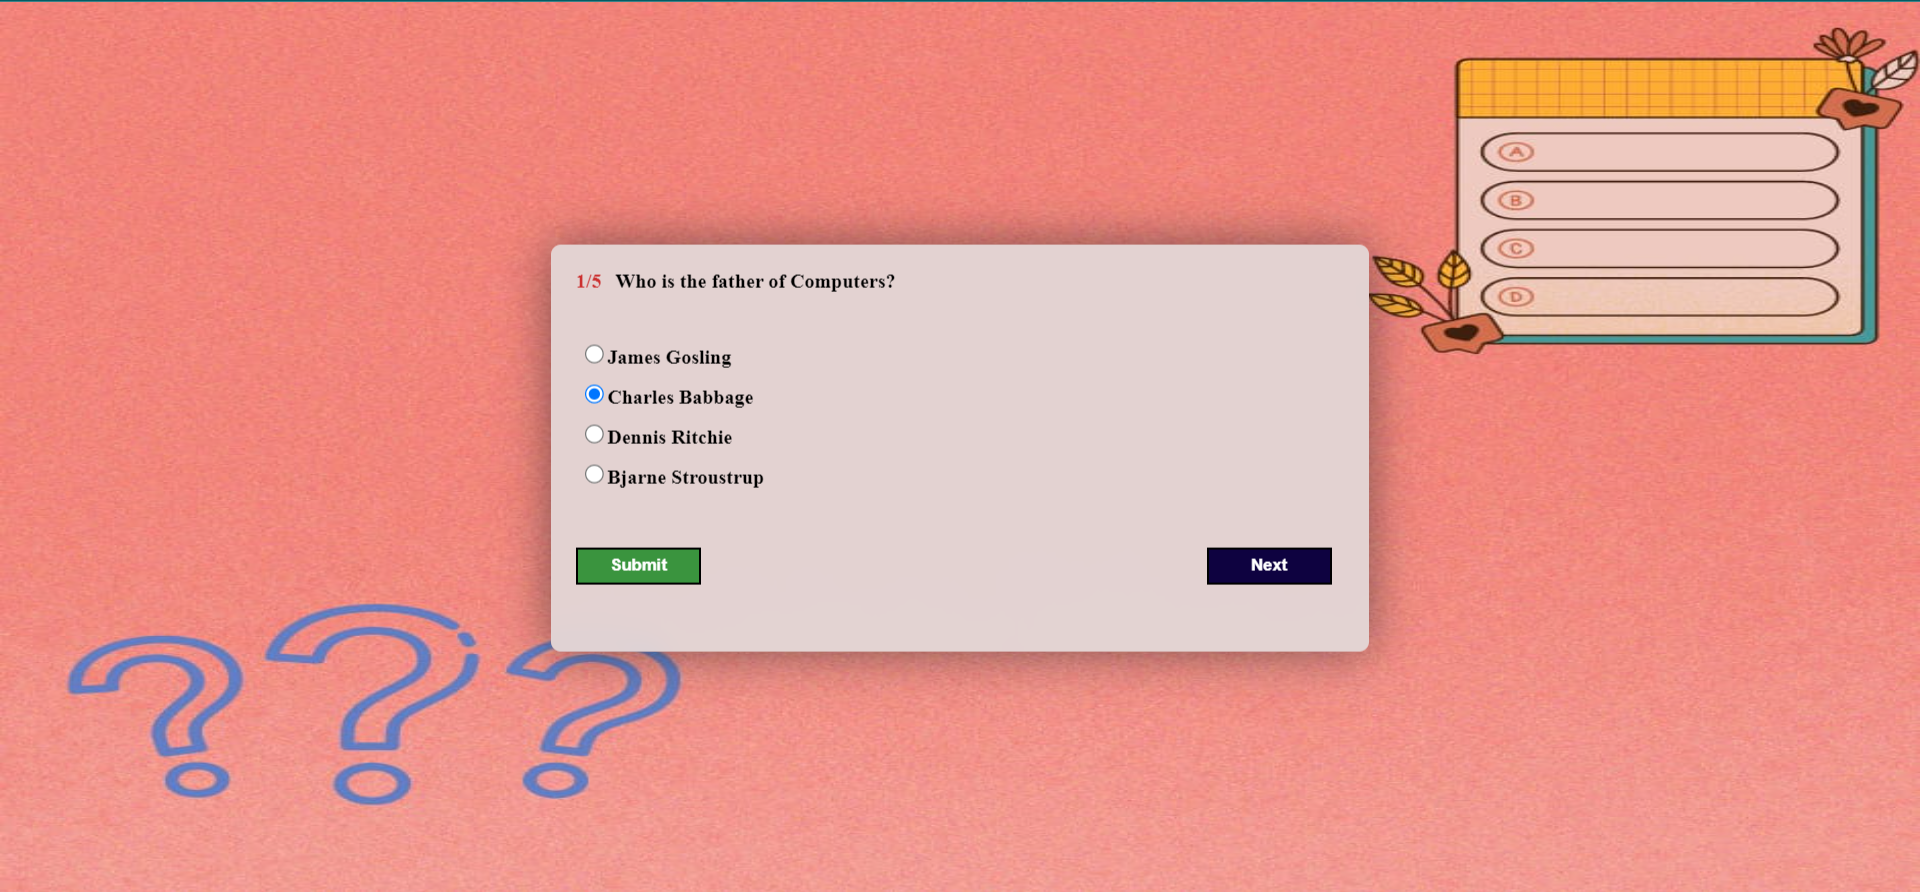 1/5 Who is the father of Computers?
James Gosling
Charles Babbage
Dennis Ritchie
Bjarne Stroustrup
Submit
Next
A
B
C
D
???